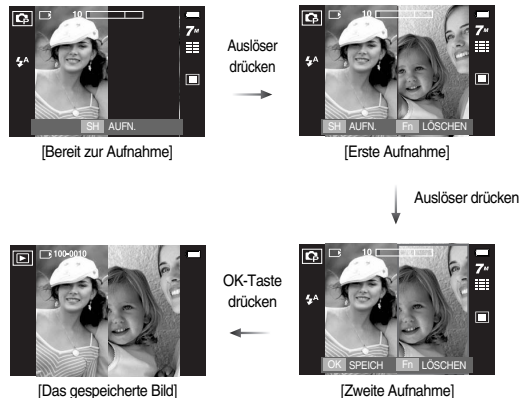 10
7M
A
SH AUFN.
[Bereit zur Aufnahme]
Auslöser
drücken
10
7M
A
SH AUFN. Fn LÖSCHEN
[Erste Aufnahme]
Auslöser drücken
10
7M
A
OK SPEICH Fn LÖSCHEN
[Zweite Aufnahme]
OK-Taste
drücken
100-0010
[Das gespeicherte Bild]